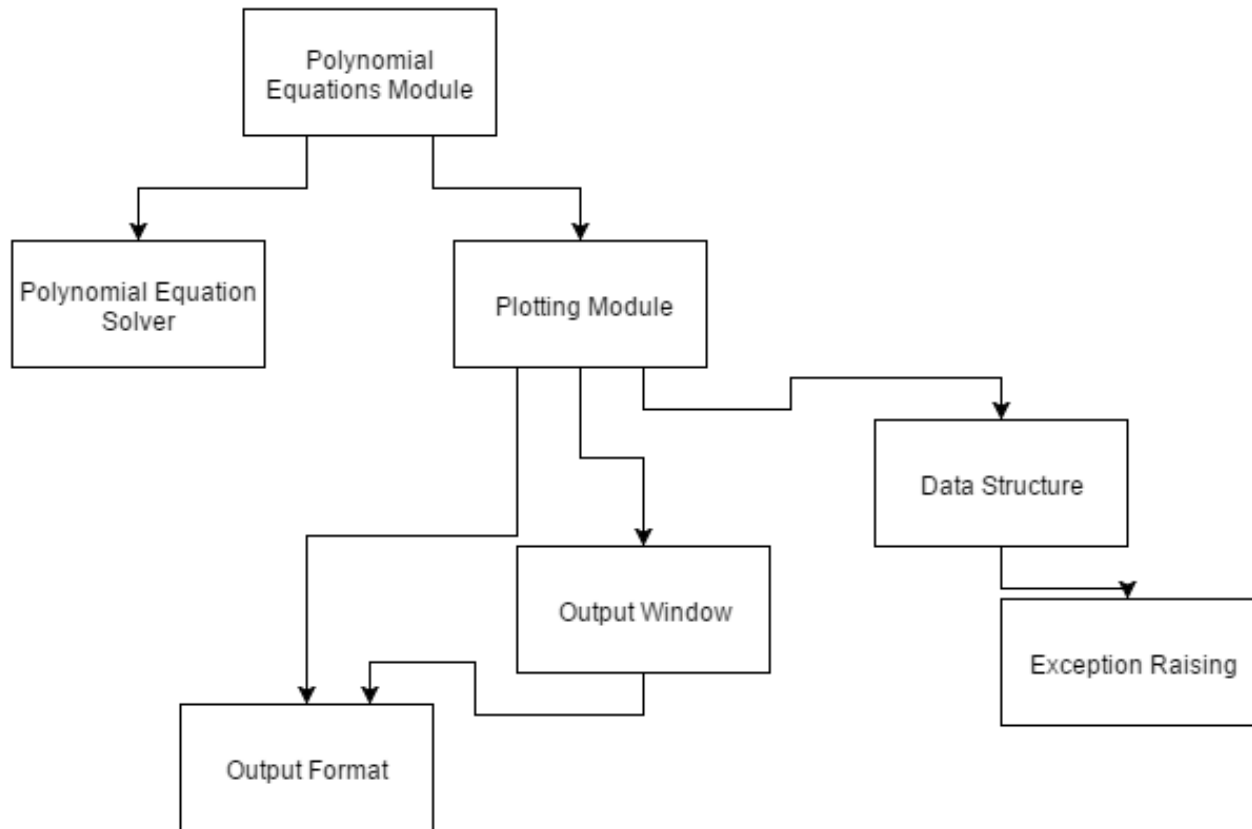 Polynomial
Equations Module
Polynomial Equation
Solver
Plotting Module
Data Structure
Output Window
Exception Raising
Output Format